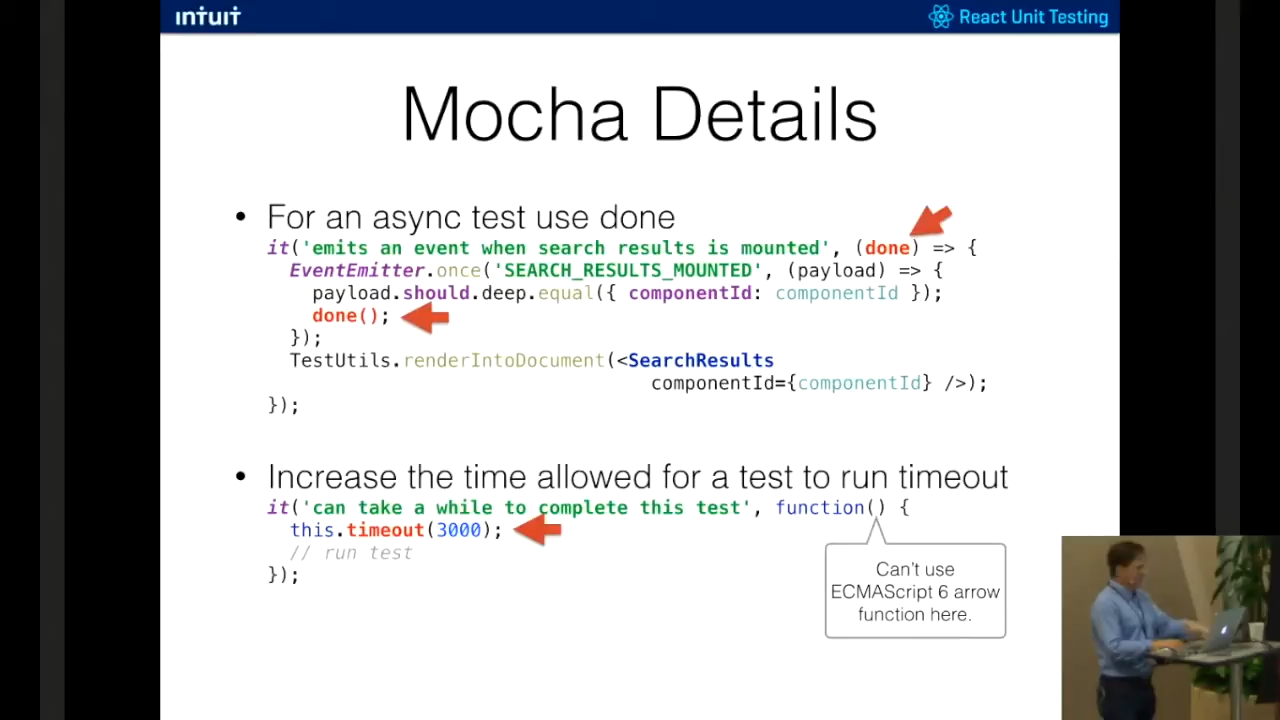 ıntuıt
React Unit Testing
Mocha Details
• For an async test use done
it('emits an event when search results is mounted', (done) => {
EventEmitter.once('SEARCH_RESULTS_MOUNTED', (payload) => {
payload.should.deep.equal({ componentId: componentId });
done();
});
TestUtils.renderIntoDocument(<SearchResults
componentId={componentId} />);
});
• Increase the time allowed for a test to run timeout
it('can take a while to complete this test', function() {
this.timeout(3000);
// run test
});
Can't use
ECMAScript 6 arrow
function here.